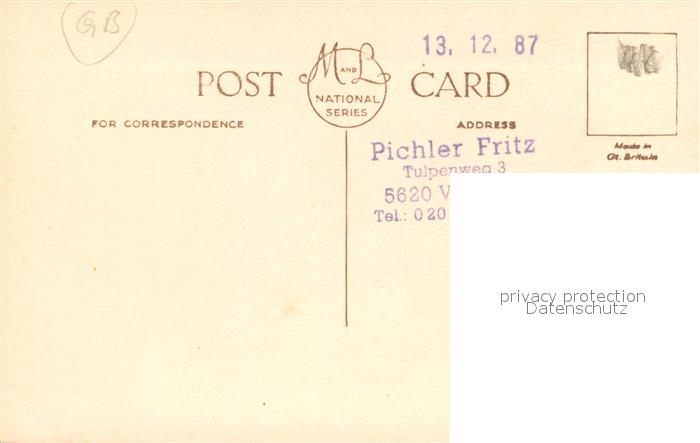 GB
13. 12. 87
POST M AND L CARD
NATIONAL
SERIES
FOR CORRESPONDENCE
ADDRESS
Made in
Gt. Britain
Pichler Fritz
Tulpenweg 3
5620 V
Tel.: 0 20
privacy protection
Datenschutz